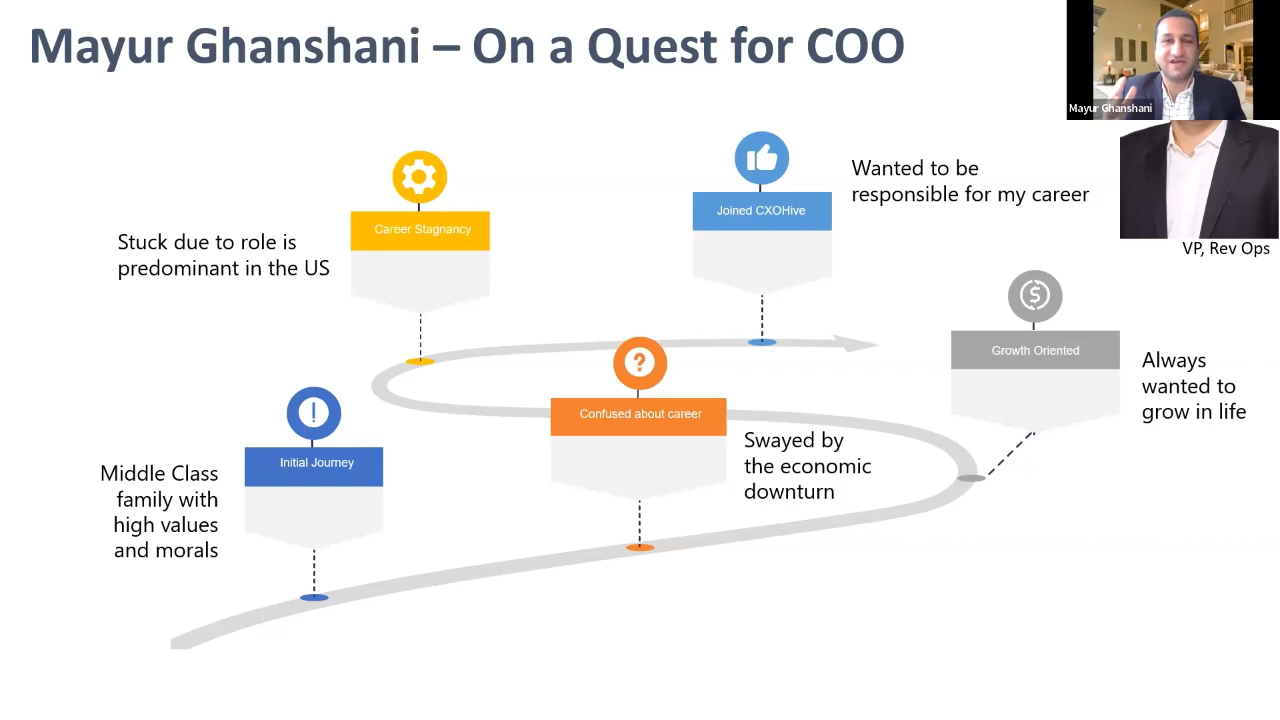 Mayur Ghanshani – On a Quest for COO
Mayur Ghanshani
VP, Rev Ops
Career Stagnancy
Stuck due to role is
predominant in the US
Joined CXOHive
Wanted to be
responsible for my career
Growth Oriented
Always
wanted to
grow in life
Confused about career
Swayed by
the economic
downturn
Initial Journey
Middle Class
family with
high values
and morals